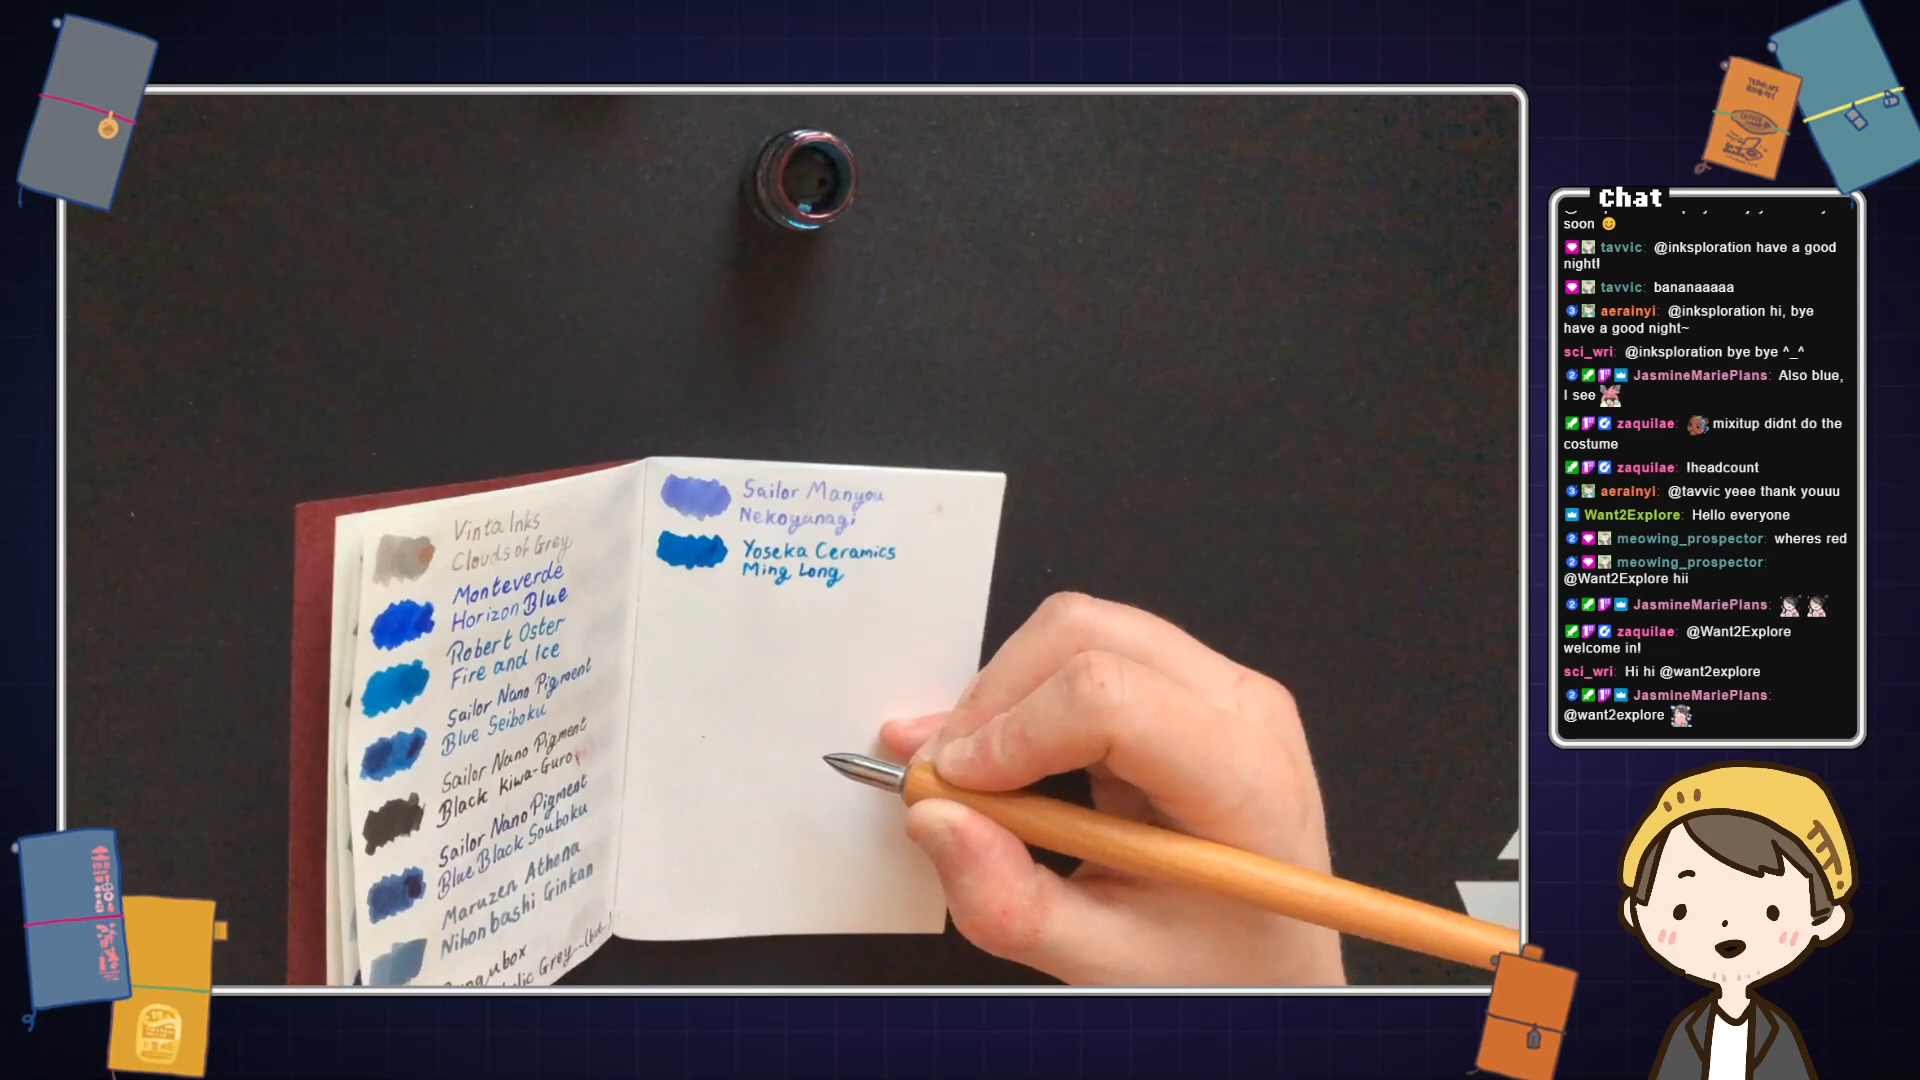 Vinta Inks
Clouds of Grey
Monteverde
Horizon Blue
Robert Oster
Fire and Ice
Sailor Nano Pigment
Blue Seiboku
Sailor Nano Pigment
Black Kiwa-Guro
Sailor Nano Pigment
Blue Black Souboku
Maruzen Athena
Nihonbashi Ginkan
Grey...
Sailor Manyou
Nekoyanagi
Yoseka Ceramics
Ming Long
chat
soon
tavvic: @inksploration have a good
night!
tavvic: bananaaaaa
aerainyi: @inksploration hi, bye
have a good night~
sci_wri: @inksploration bye bye ^_^
JasmineMariePlans: Also blue,
I see
zaquilae: mixitup didnt do the
costume
zaquilae: !headcount
aerainyi: @tavvic yeee thank youuu
Want2Explore: Hello everyone
meowing_prospector: wheres red
meowing_prospector:
@Want2Explore hii
JasmineMariePlans:
zaquilae: @Want2Explore
welcome in!
sci_wri: Hi hi @want2explore
JasmineMariePlans:
@want2explore